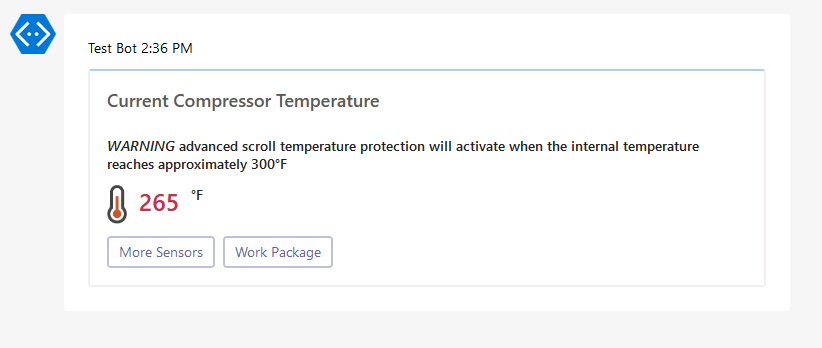 Test Bot 2:36 PM
Current Compressor Temperature
WARNING advanced scroll temperature protection will activate when the internal temperature
reaches approximately 300°F
265 °F
More Sensors Work Package